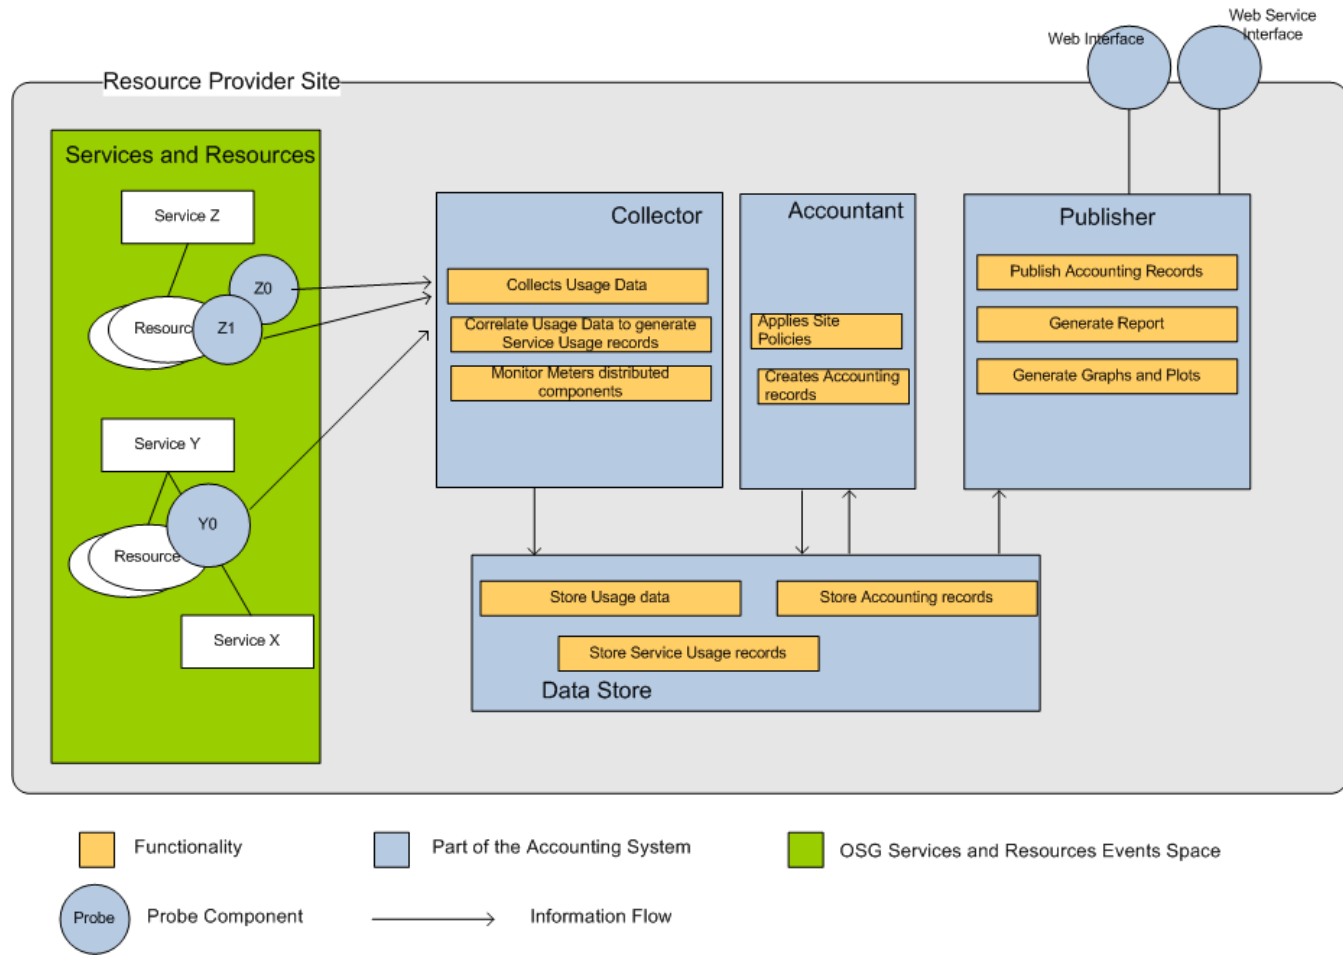 Web Service
Interface
Web Interface
Resource Provider Site
Services and Resources
Service Z
Z0
Resourc
Z1
Service Y
Y0
Resource
Service X
Collector
Collects Usage Data
Correlate Usage Data to generate
Service Usage records
Monitor Meters distributed
components
Accountant
Applies Site
Policies
Creates Accounting
records
Publisher
Publish Accounting Records
Generate Report
Generate Graphs and Plots
Store Usage data
Store Accounting records
Store Service Usage records
Data Store
Functionality
Part of the Accounting System
OSG Services and Resources Events Space
Probe
Probe Component
Information Flow